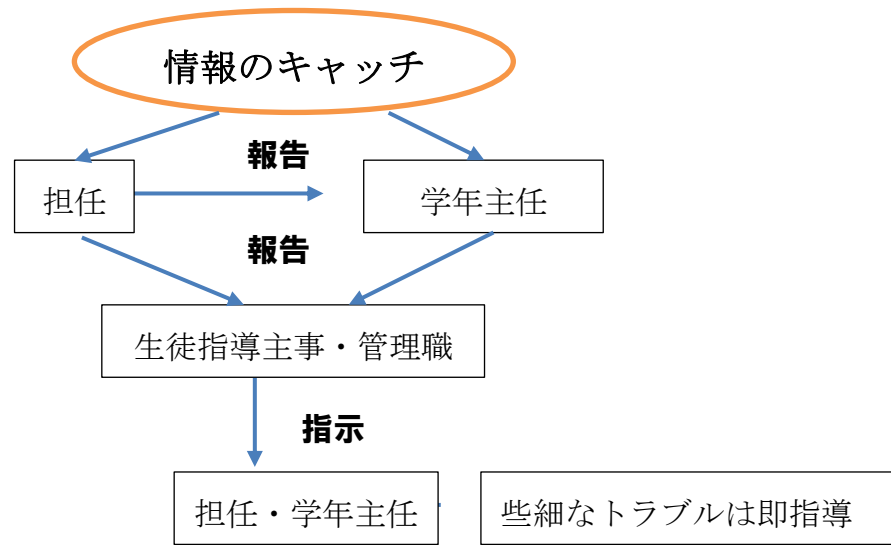 情報のキャッチ
報告
担任
学年主任
報告
生徒指導主事・管理職
指示
担任・学年主任
些細なトラブルは即指導